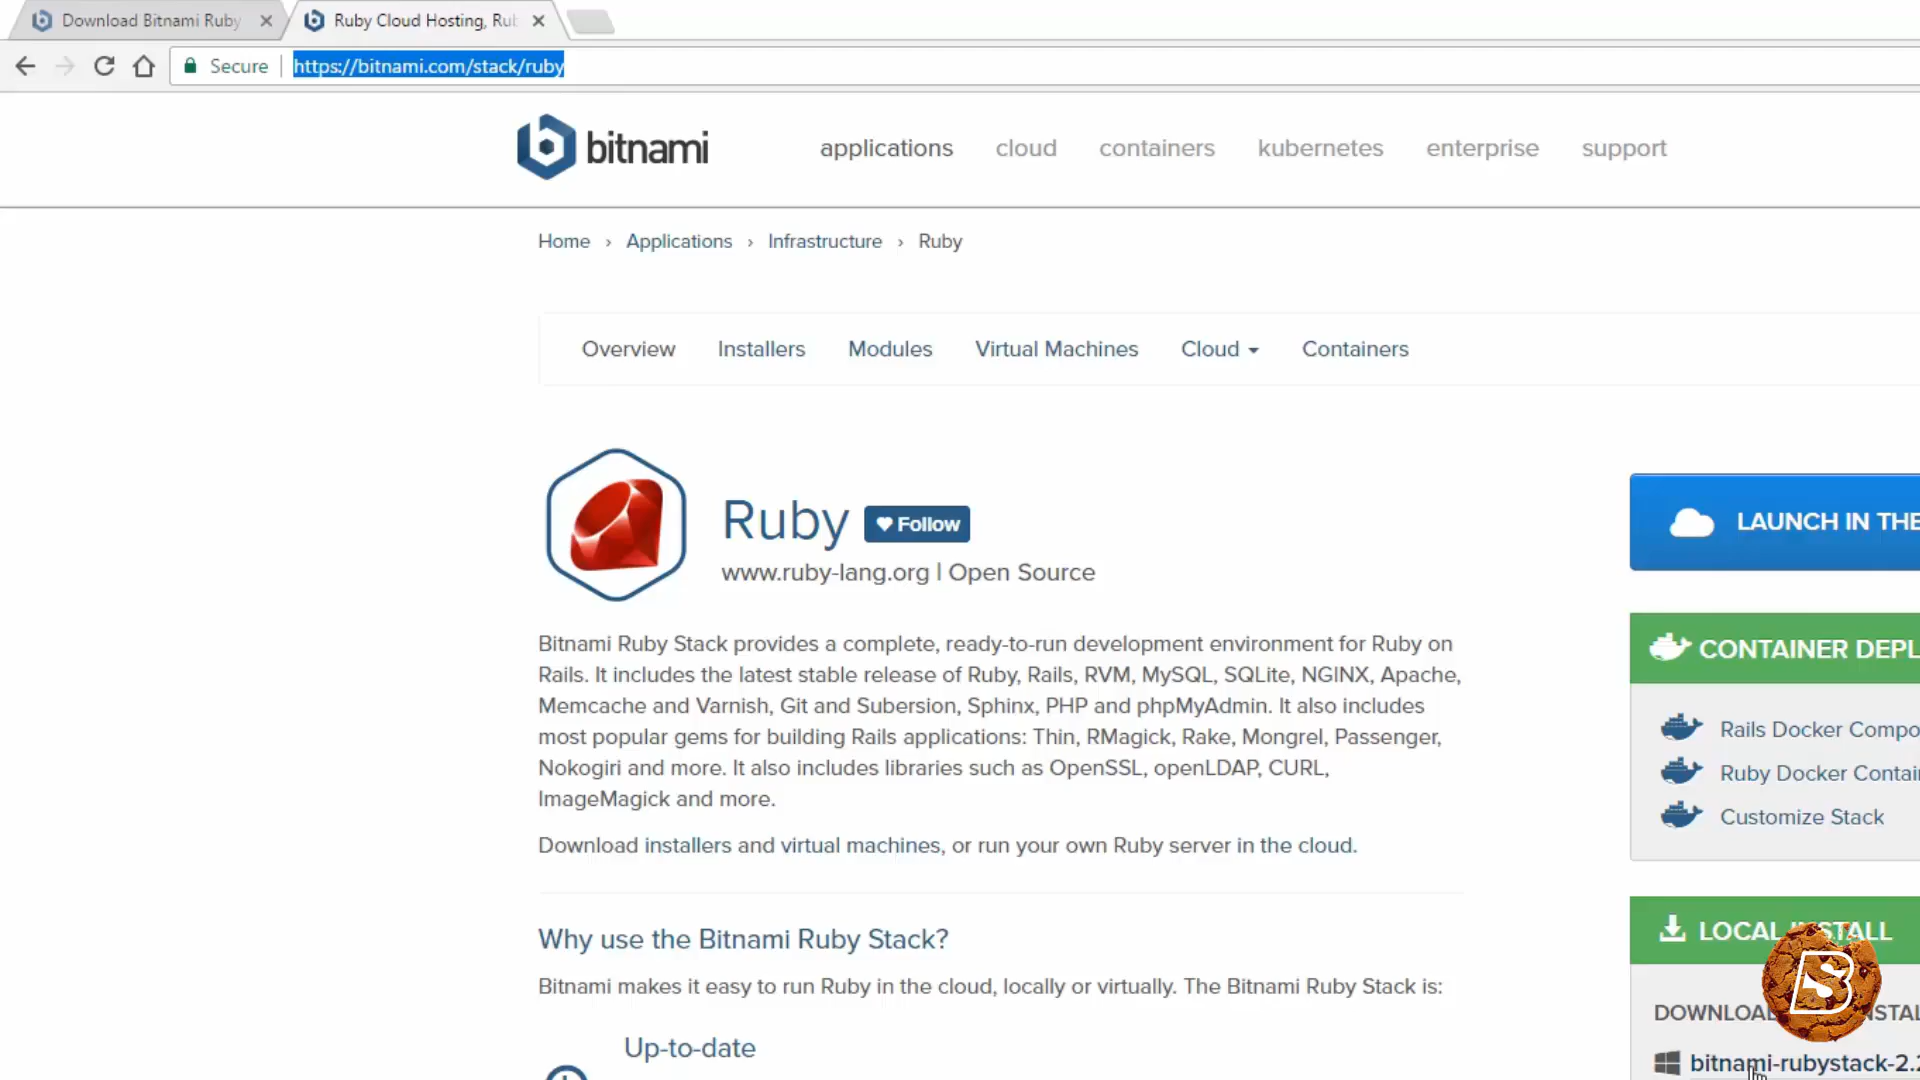 Download Bitnami Ruby
Ruby Cloud Hosting, Rub
Secure https://bitnami.com/stack/ruby
bitnami
applications cloud containers kubernetes enterprise support
Home › Applications › Infrastructure › Ruby
Overview Installers Modules Virtual Machines Cloud Containers
Ruby Follow
www.ruby-lang.org | Open Source
Bitnami Ruby Stack provides a complete, ready-to-run development environment for Ruby on
Rails. It includes the latest stable release of Ruby, Rails, RVM, MySQL, SQLite, NGINX, Apache,
Memcache and Varnish, Git and Subersion, Sphinx, PHP and phpMyAdmin. It also includes
most popular gems for building Rails applications: Thin, RMagick, Rake, Mongrel, Passenger,
Nokogiri and more. It also includes libraries such as OpenSSL, openLDAP, CURL,
ImageMagick and more.
Download installers and virtual machines, or run your own Ruby server in the cloud.
Why use the Bitnami Ruby Stack?
Bitnami makes it easy to run Ruby in the cloud, locally or virtually. The Bitnami Ruby Stack is:
Up-to-date
LAUNCH IN THE
CONTAINER DEPL
Rails Docker Compo
Ruby Docker Contai
Customize Stack
LOCAL INSTALL
DOWNLOA
bitnami-rubystack-2.